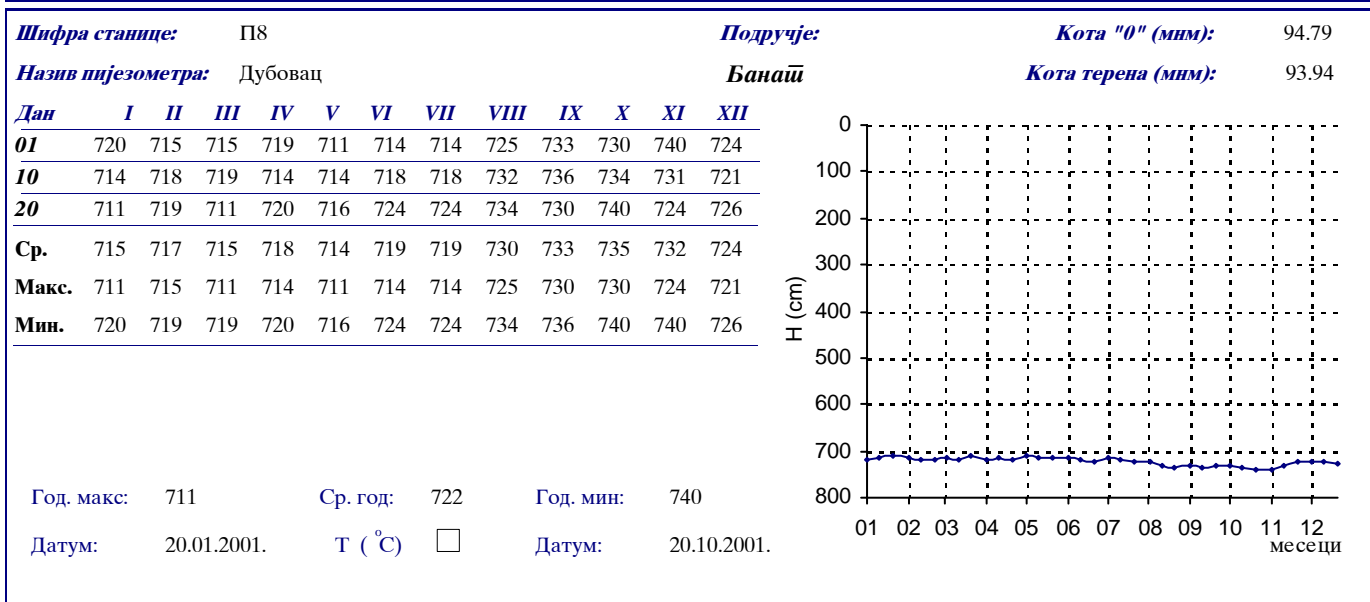 Шифра станице: П8 Подручје: Кота "0" (мнм): 94.79
Назив пијезометра: Дубовац Банат Кота терена (мнм): 93.94
Дан I II III IV V VI VII VIII IX X XI XII
01 720 715 715 719 711 714 714 725 733 730 740 724
10 714 718 719 714 714 718 718 732 736 734 731 721
20 711 719 711 720 716 724 724 734 730 740 724 726
Ср. 715 717 715 718 714 719 719 730 733 735 732 724
Макс. 711 715 711 714 711 714 714 725 730 730 724 721
Мин. 720 719 719 720 716 724 724 734 736 740 740 726
0
100
200
300
400
500
600
700
800
H (cm)
01 02 03 04 05 06 07 08 09 10 11 12
месеци
Год. макс: 711 Ср. год: 722 Год. мин: 740
Датум: 20.01.2001. Т (°C) Датум: 20.10.2001.